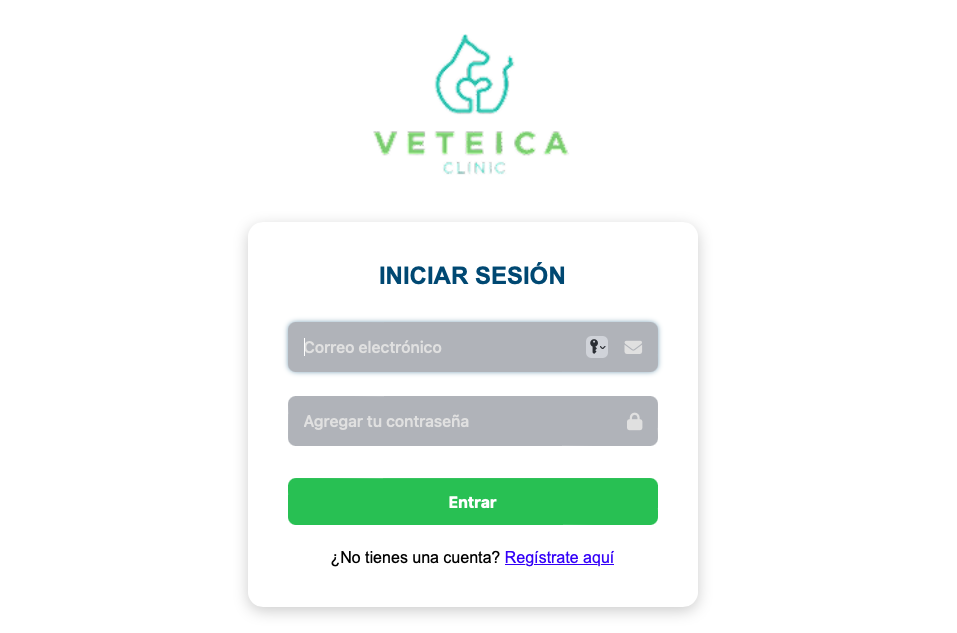 VETEICA
CLINIC
INICIAR SESIÓN
Correo electrónico
Agregar tu contraseña
Entrar
¿No tienes una cuenta? Regístrate aquí